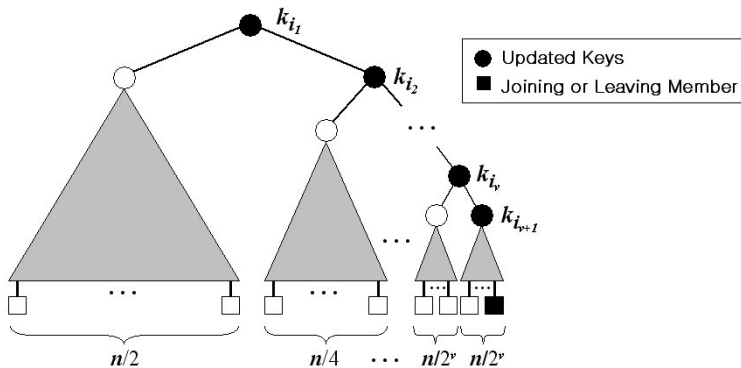 k_{i_1}
k_{i_2}
Updated Keys
Joining or Leaving Member
...
k_{i_v}
k_{i_{v+1}}
...
... ... ... ...
n/2 n/4 ... n/2^v n/2^v